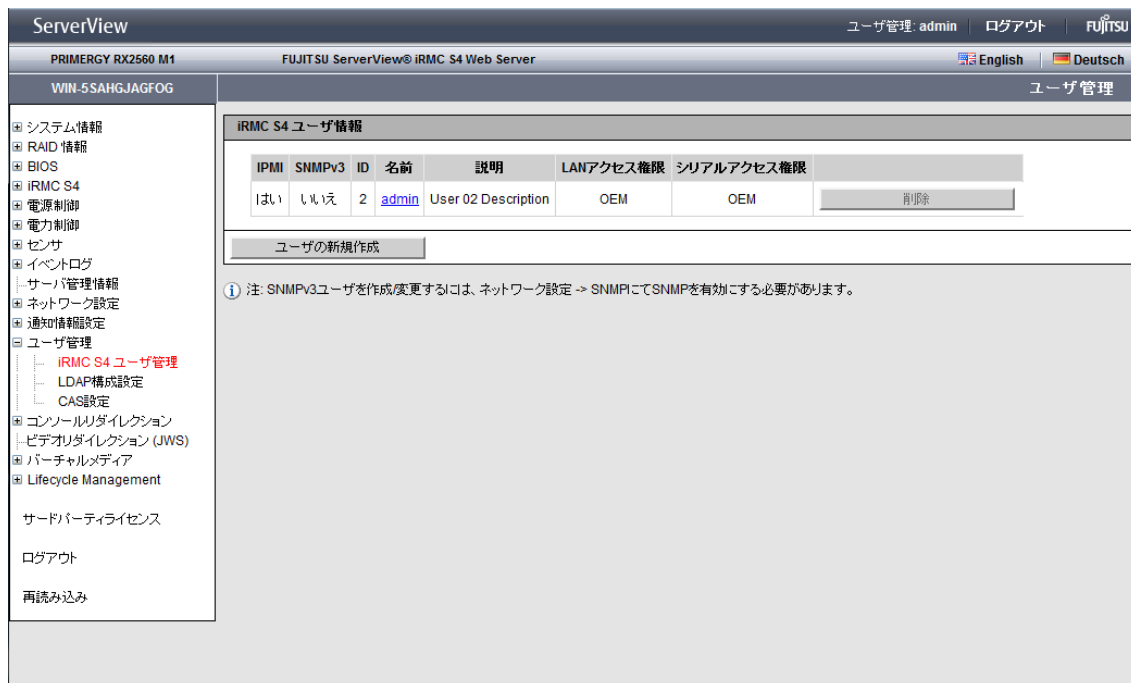 ServerView
ユーザ管理: admin ログアウト FUJITSU
PRIMERGY RX2560 M1 FUJITSU ServerView® iRMC S4 Web Server English Deutsch
WIN-5SAHGJAGFOG ユーザ管理
システム情報
RAID 情報
BIOS
iRMC S4
電源制御
電力制御
センサ
イベントログ
サーバ管理情報
ネットワーク設定
通知情報設定
ユーザ管理
iRMC S4 ユーザ管理
LDAP構成設定
CAS設定
コンソールリダイレクション
ビデオリダイレクション (JWS)
バーチャルメディア
Lifecycle Management
サードパーティライセンス
ログアウト
再読み込み
iRMC S4 ユーザ情報
IPMI SNMPv3 ID 名前 説明 LANアクセス権限 シリアルアクセス権限
はい いいえ 2 admin User 02 Description OEM OEM 削除
ユーザの新規作成
注: SNMPv3ユーザを作成/変更するには、ネットワーク設定 -> SNMPにてSNMPを有効にする必要があります。